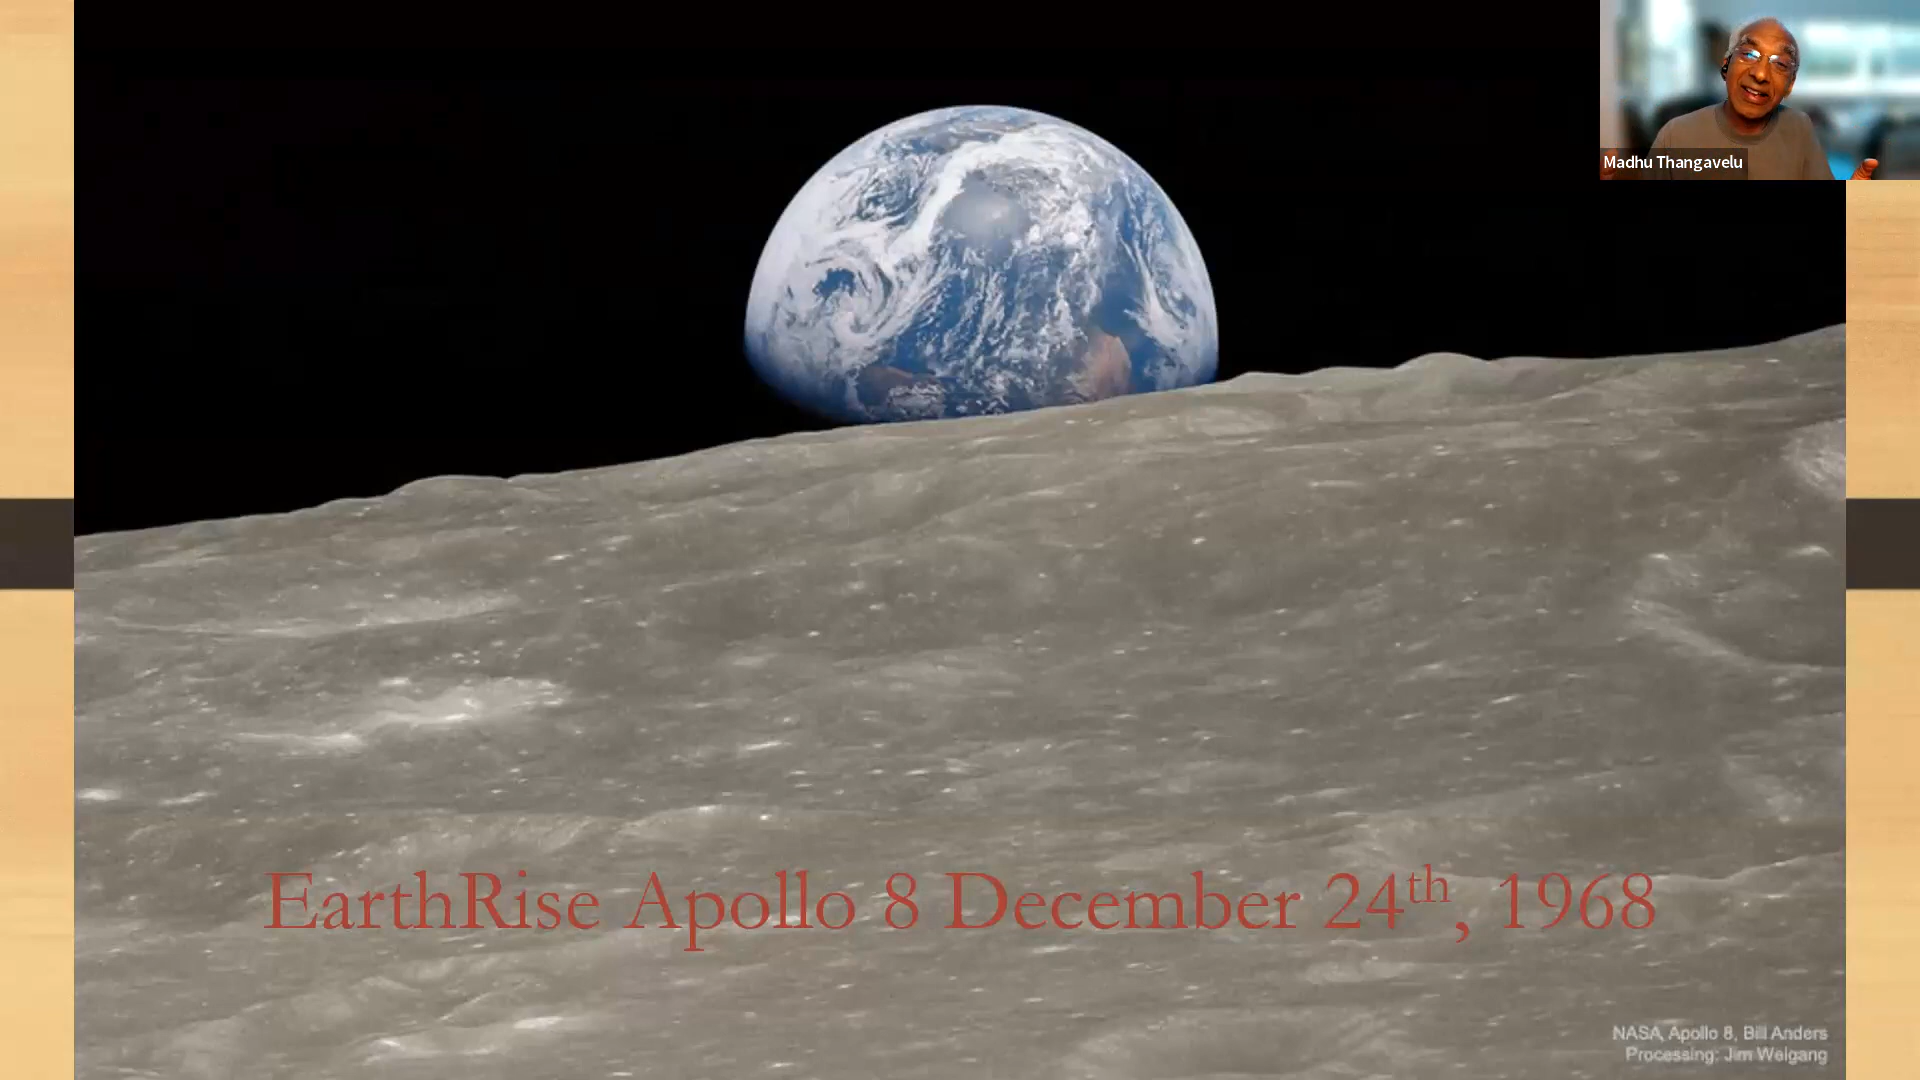 Madhu Thangavelu
EarthRise Apollo 8 December 24th, 1968
NASA, Apollo 8, Bill Anders
Processing: Jim Weigang